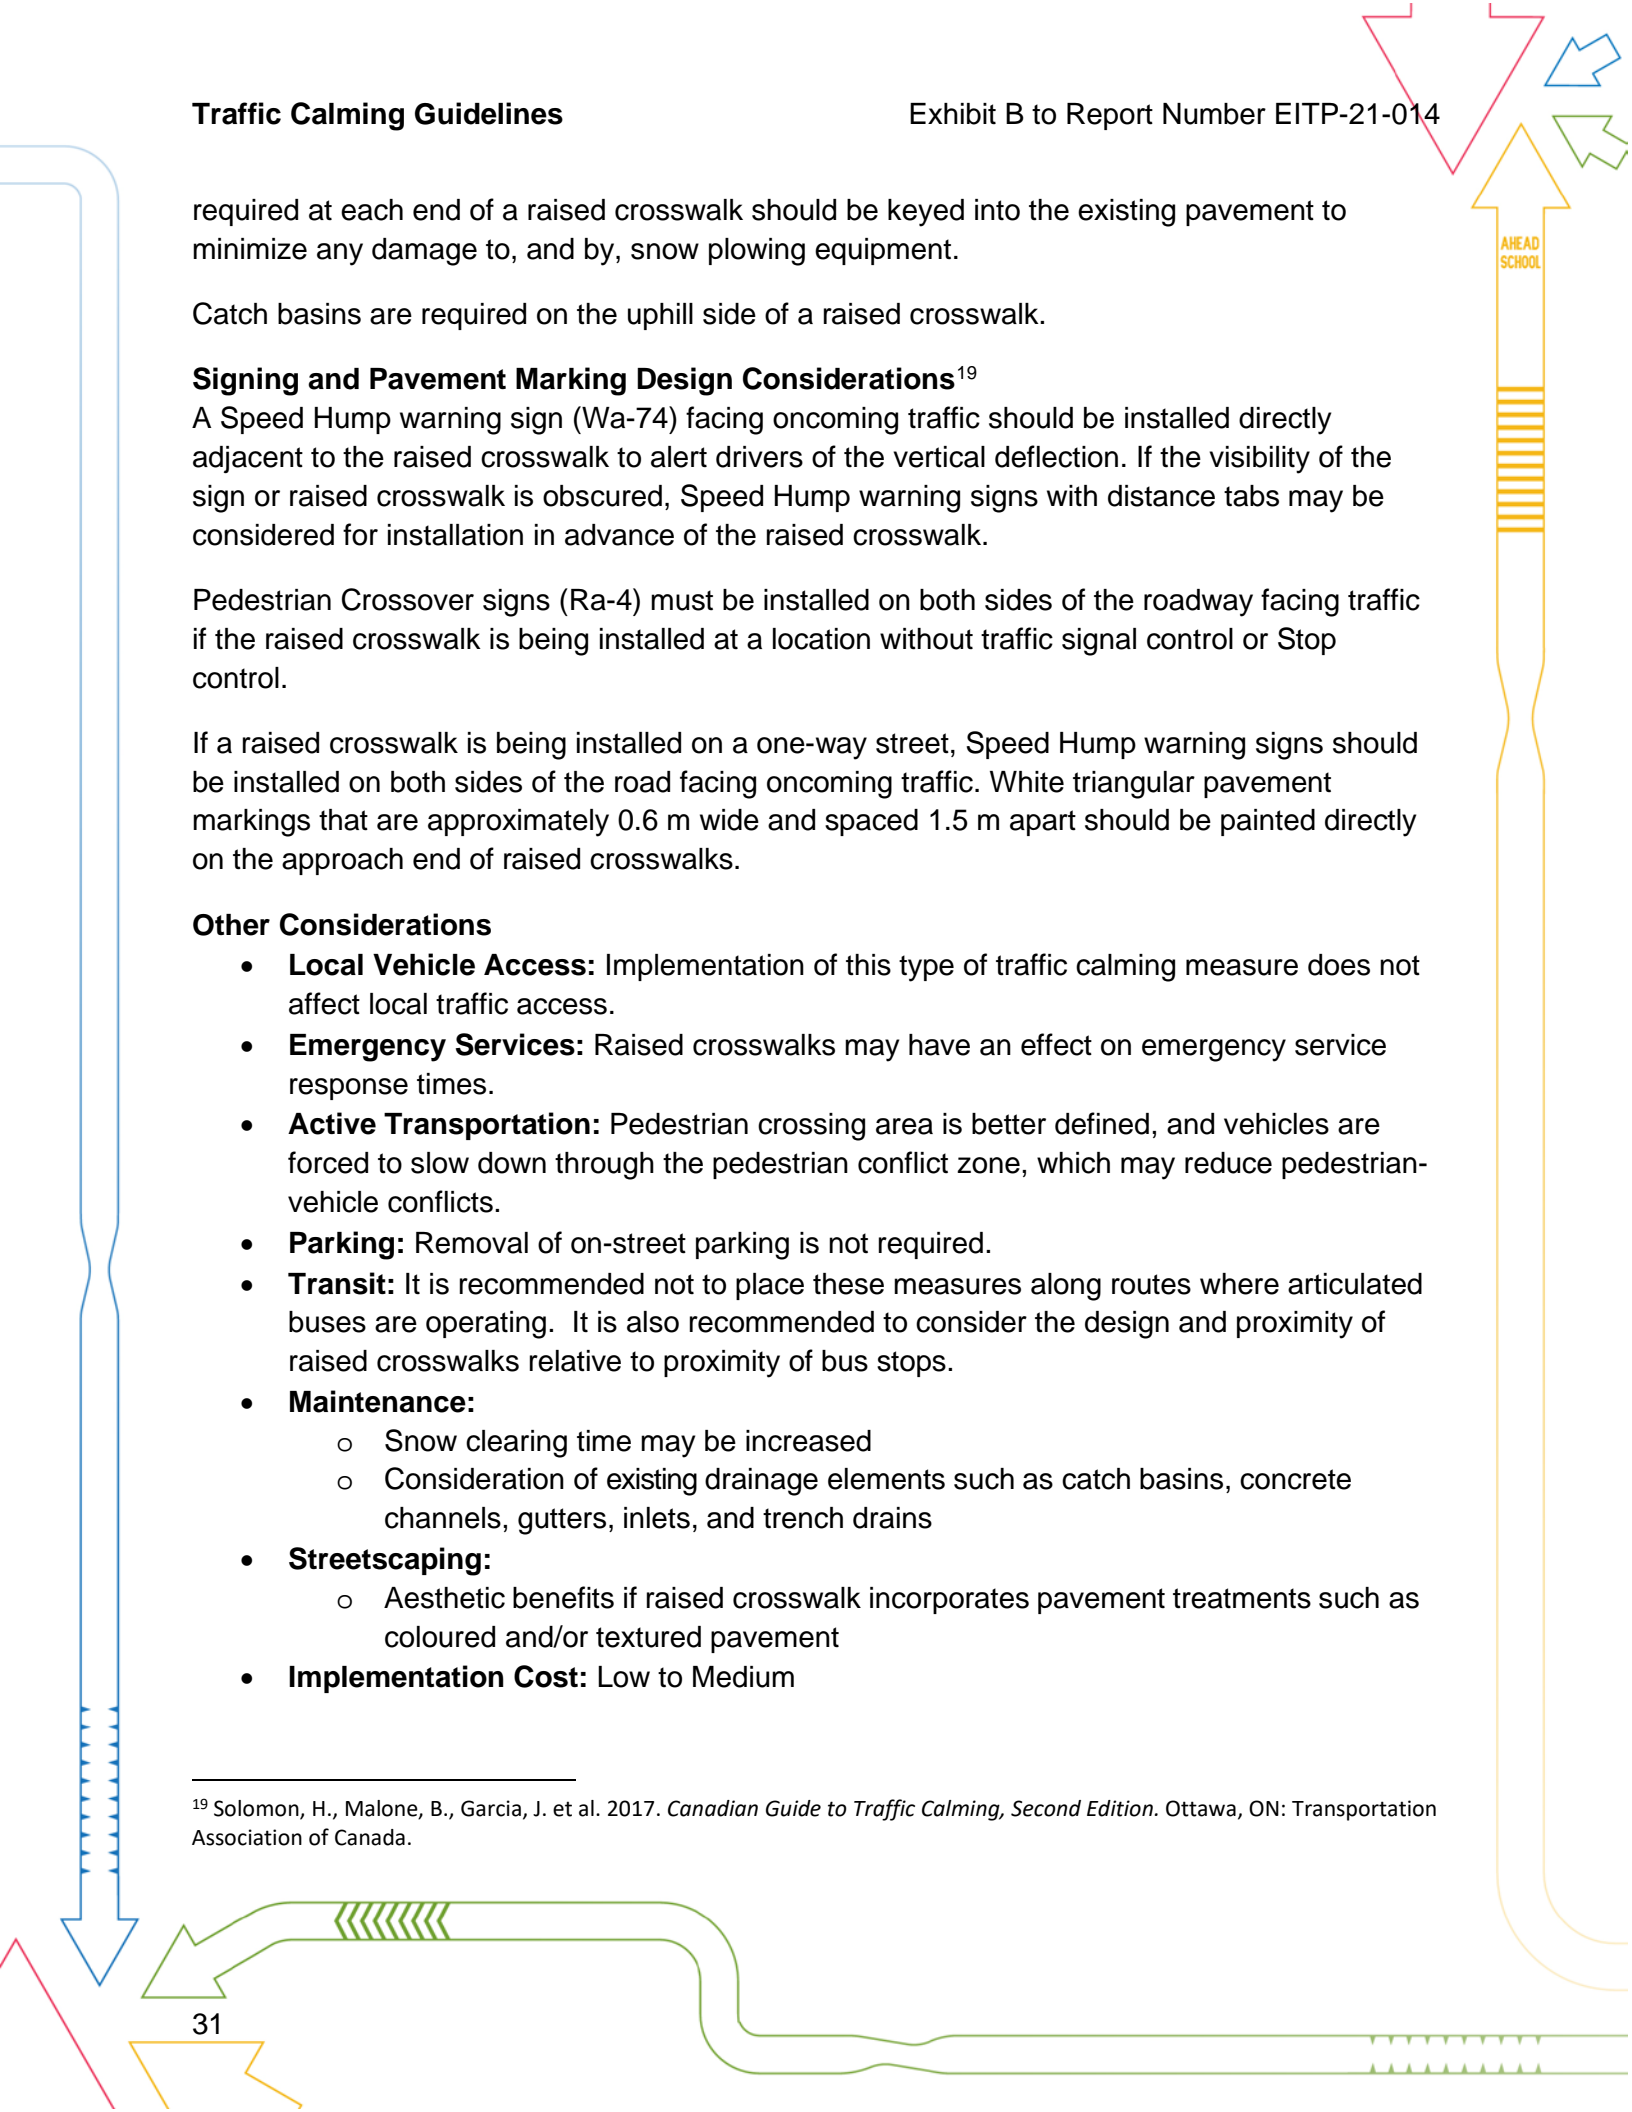 Traffic Calming Guidelines Exhibit B to Report Number EITP-21-014
AHEAD
SCHOOL
required at each end of a raised crosswalk should be keyed into the existing pavement to
minimize any damage to, and by, snow plowing equipment.
Catch basins are required on the uphill side of a raised crosswalk.
Signing and Pavement Marking Design Considerations19
A Speed Hump warning sign (Wa-74) facing oncoming traffic should be installed directly
adjacent to the raised crosswalk to alert drivers of the vertical deflection. If the visibility of the
sign or raised crosswalk is obscured, Speed Hump warning signs with distance tabs may be
considered for installation in advance of the raised crosswalk.
Pedestrian Crossover signs (Ra-4) must be installed on both sides of the roadway facing traffic
if the raised crosswalk is being installed at a location without traffic signal control or Stop
control.
If a raised crosswalk is being installed on a one-way street, Speed Hump warning signs should
be installed on both sides of the road facing oncoming traffic. White triangular pavement
markings that are approximately 0.6 m wide and spaced 1.5 m apart should be painted directly
on the approach end of raised crosswalks.
Other Considerations
• Local Vehicle Access: Implementation of this type of traffic calming measure does not
affect local traffic access.
• Emergency Services: Raised crosswalks may have an effect on emergency service
response times.
• Active Transportation: Pedestrian crossing area is better defined, and vehicles are
forced to slow down through the pedestrian conflict zone, which may reduce pedestrian-
vehicle conflicts.
• Parking: Removal of on-street parking is not required.
• Transit: It is recommended not to place these measures along routes where articulated
buses are operating.  It is also recommended to consider the design and proximity of
raised crosswalks relative to proximity of bus stops.
• Maintenance:
o Snow clearing time may be increased
o Consideration of existing drainage elements such as catch basins, concrete
channels, gutters, inlets, and trench drains
• Streetscaping:
o Aesthetic benefits if raised crosswalk incorporates pavement treatments such as
coloured and/or textured pavement
• Implementation Cost: Low to Medium
19 Solomon, H., Malone, B., Garcia, J. et al. 2017. Canadian Guide to Traffic Calming, Second Edition. Ottawa, ON: Transportation
Association of Canada.
31